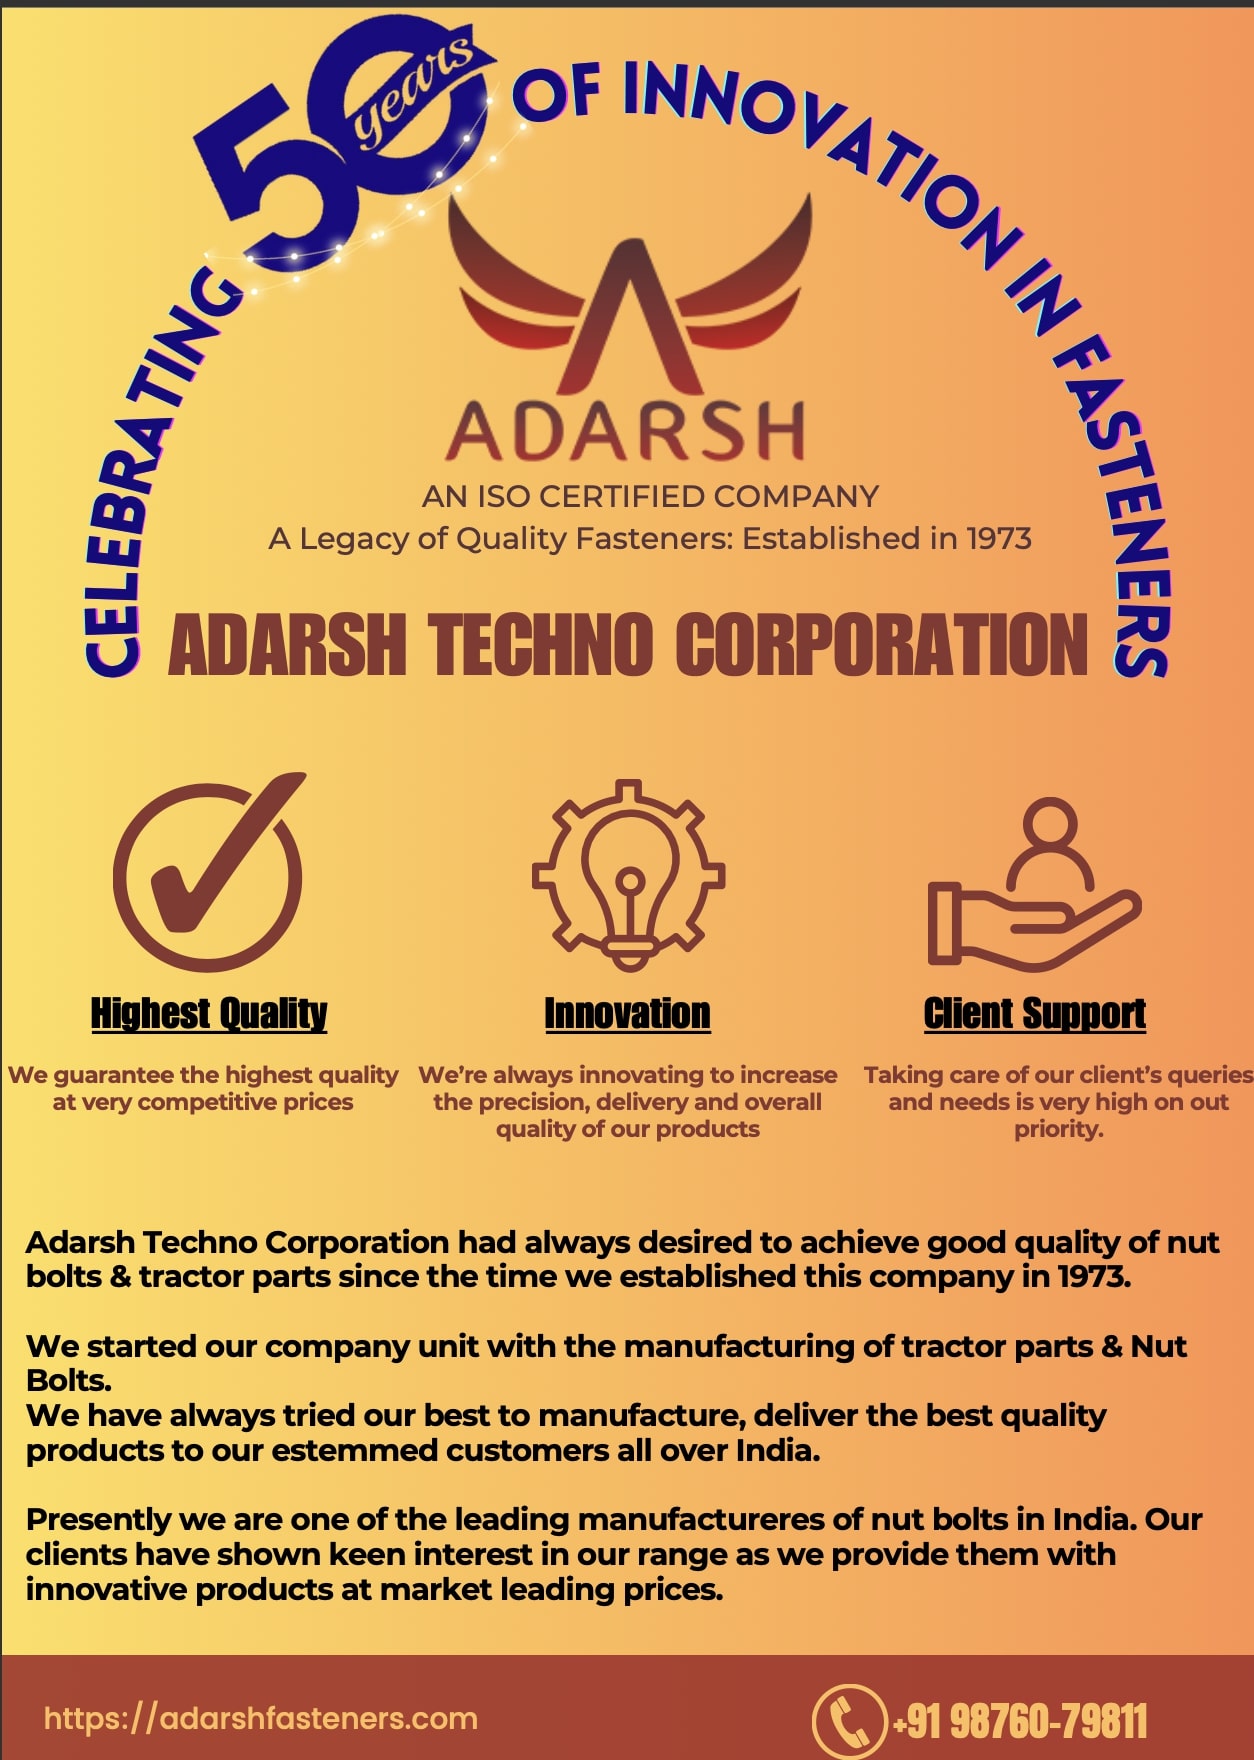 CELEBRATING 50 years OF INNOVATION IN FASTENERS
ADARSH
AN ISO CERTIFIED COMPANY
A Legacy of Quality Fasteners: Established in 1973
ADARSH TECHNO CORPORATION
Highest Quality
We guarantee the highest quality
at very competitive prices
Innovation
We’re always innovating to increase
the precision, delivery and overall
quality of our products
Client Support
Taking care of our client’s queries
and needs is very high on out
priority.
Adarsh Techno Corporation had always desired to achieve good quality of nut
bolts & tractor parts since the time we established this company in 1973.
We started our company unit with the manufacturing of tractor parts & Nut
Bolts.
We have always tried our best to manufacture, deliver the best quality
products to our estemmed customers all over India.
Presently we are one of the leading manufactureres of nut bolts in India. Our
clients have shown keen interest in our range as we provide them with
innovative products at market leading prices.
https://adarshfasteners.com
+91 98760-79811